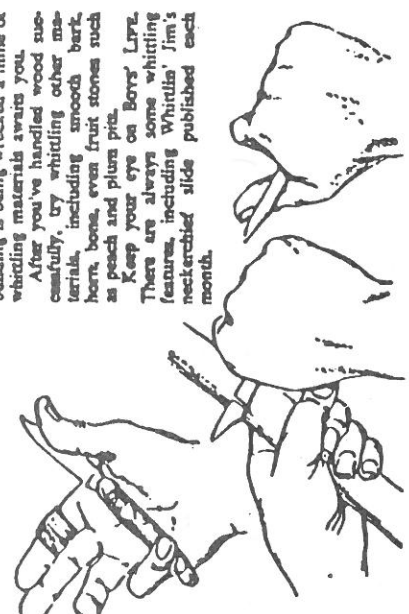 whittling materials awaits you.
After you've handled wood suc-
cessfully, try whittling other ma-
terials, including smooth bark,
horn, bone, even fruit stones such
as peach and plum pits.
Keep your eye on BOYS' LIFE.
There are always some whittling
features, including Whittlin' Jim's
neckerchief slide published each
month.